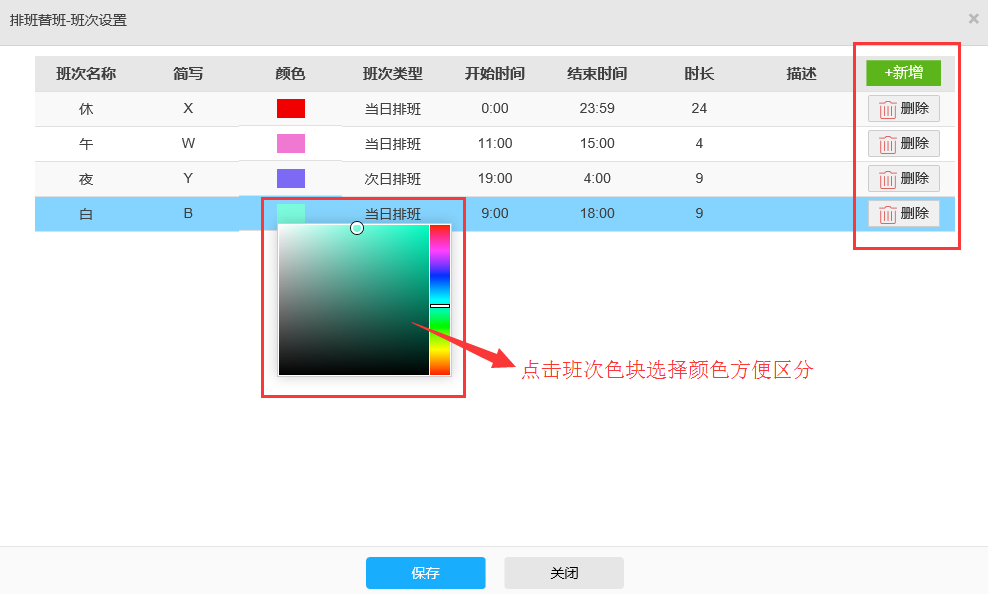 排班替班-班次设置 ×
班次名称 简写 颜色 班次类型 开始时间 结束时间 时长 描述 +新增
休 X 当日排班 0:00 23:59 24 删除
午 W 当日排班 11:00 15:00 4 删除
夜 Y 次日排班 19:00 4:00 9 删除
白 B 当日排班 9:00 18:00 9 删除
点击班次色块选择颜色方便区分
保存 关闭